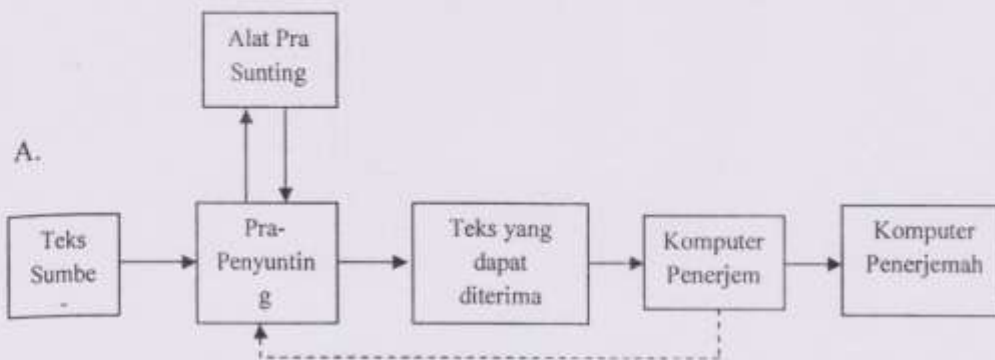 Alat Pra
Sunting
A.
Teks
Sumbe
Pra-
Penyuntin
g
Teks yang
dapat
diterima
Komputer
Penerjem
Komputer
Penerjemah